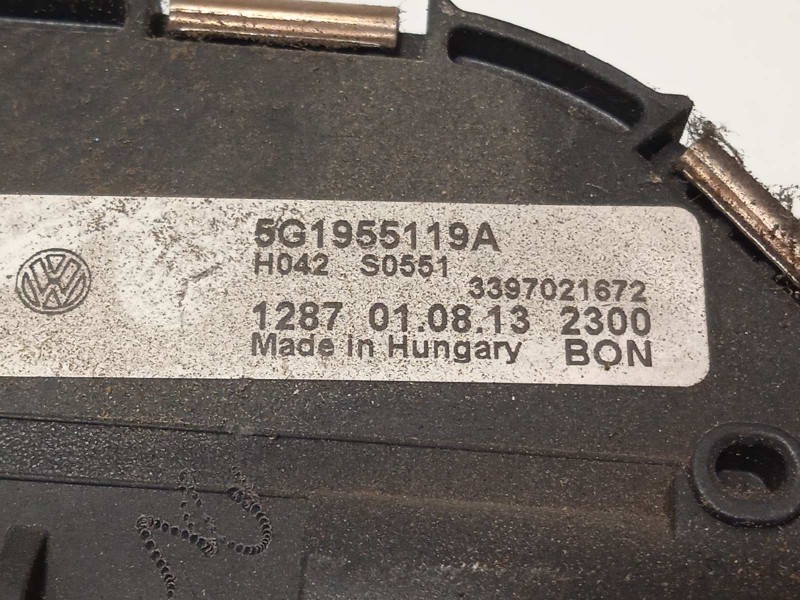 5G1955119A
H042 S0551
3397021672
1287 01.08.13 2300
Made in Hungary BON